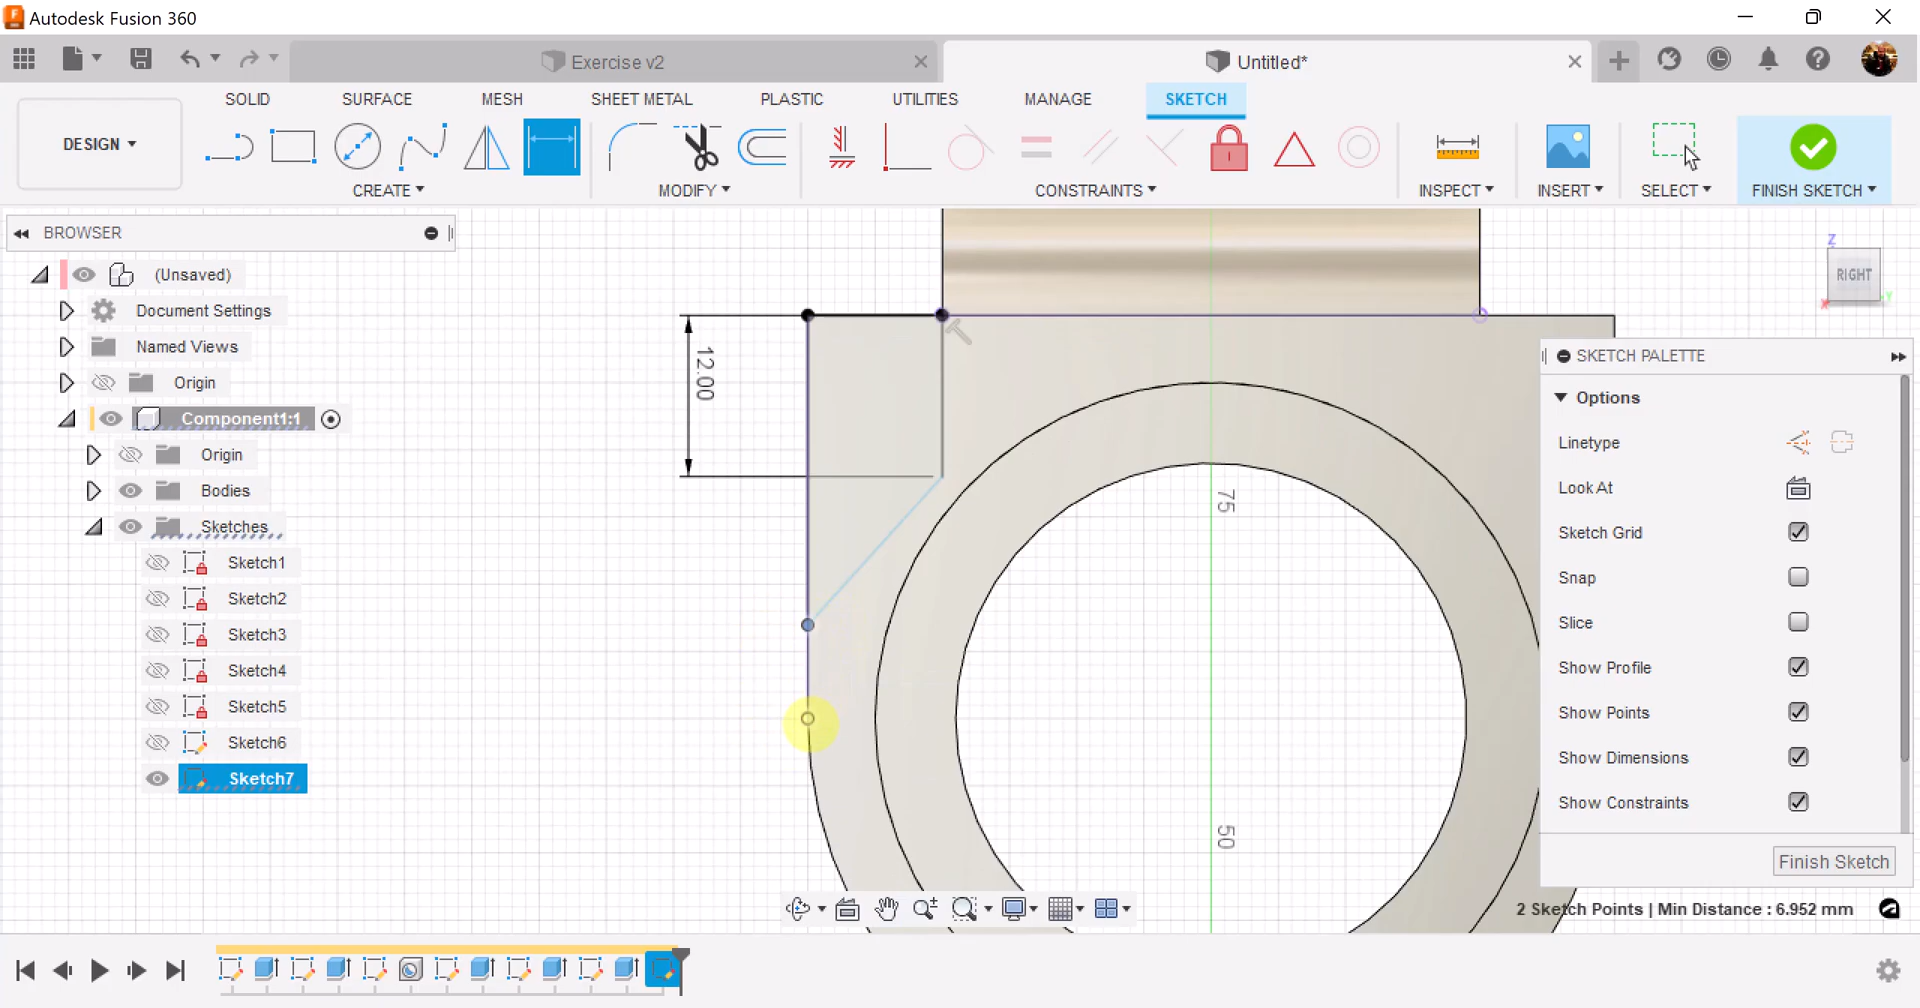 Autodesk Fusion 360
Exercise v2
Untitled*
SOLID
SURFACE
MESH
SHEET METAL
PLASTIC
UTILITIES
MANAGE
SKETCH
DESIGN
CREATE
MODIFY
CONSTRAINTS
INSPECT
INSERT
SELECT
FINISH SKETCH
BROWSER
(Unsaved)
Document Settings
Named Views
Origin
Component1:1
Origin
Bodies
Sketches
Sketch1
Sketch2
Sketch3
Sketch4
Sketch5
Sketch6
Sketch7
12.00
75
50
Z
RIGHT
X
Y
SKETCH PALETTE
Options
Linetype
Look At
Sketch Grid
Snap
Slice
Show Profile
Show Points
Show Dimensions
Show Constraints
Finish Sketch
2 Sketch Points | Min Distance : 6.952 mm